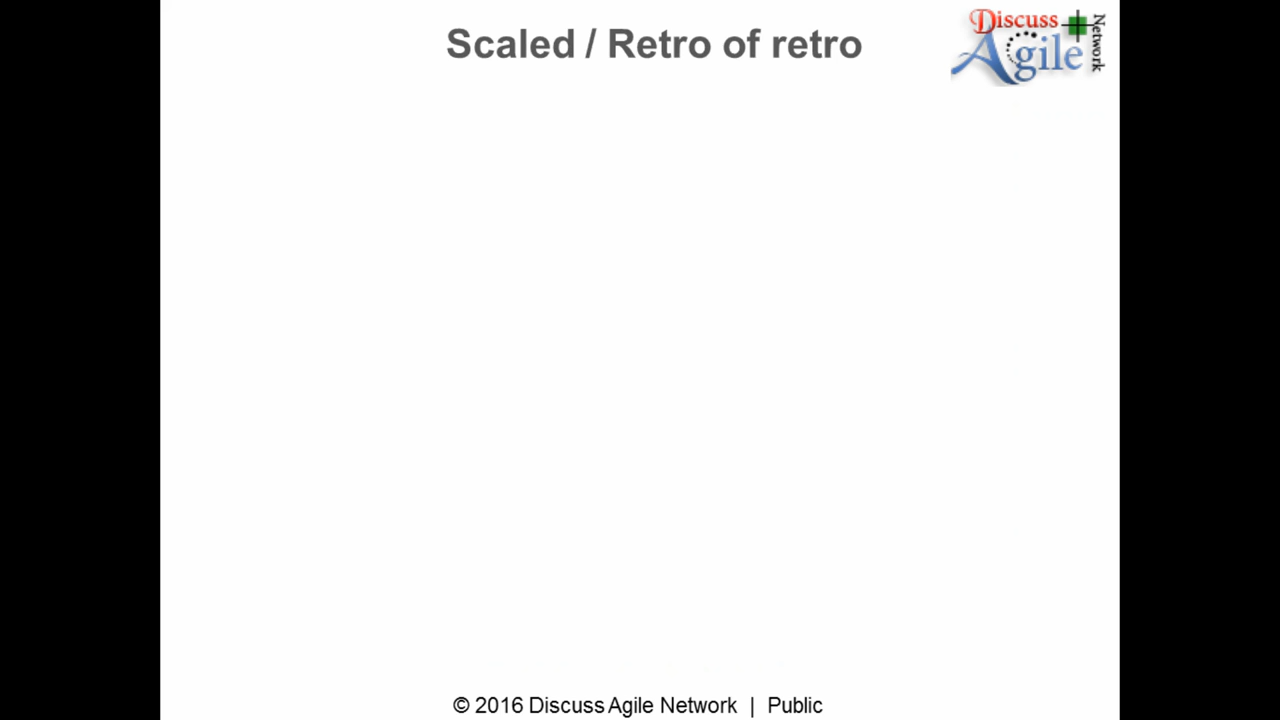 Scaled / Retro of retro
Discuss
Agile
Network
© 2016 Discuss Agile Network | Public